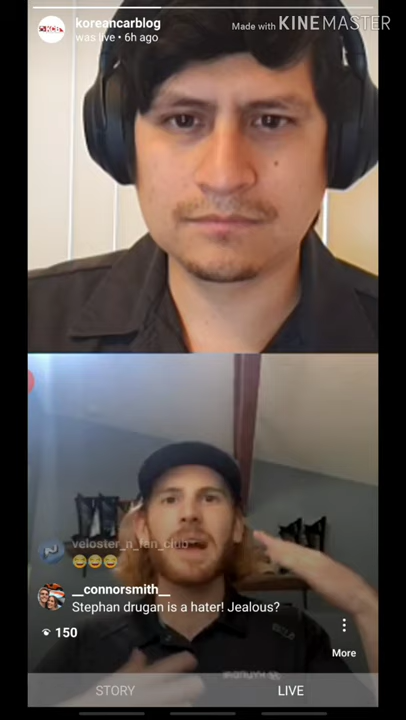 koreancarblog
was live • 6h ago
Made with KINEMASTER
KCB
veloster_n_fan_club
😂😂😂
__connorsmith__
Stephan drugan is a hater! Jealous?
150
More
STORY
LIVE